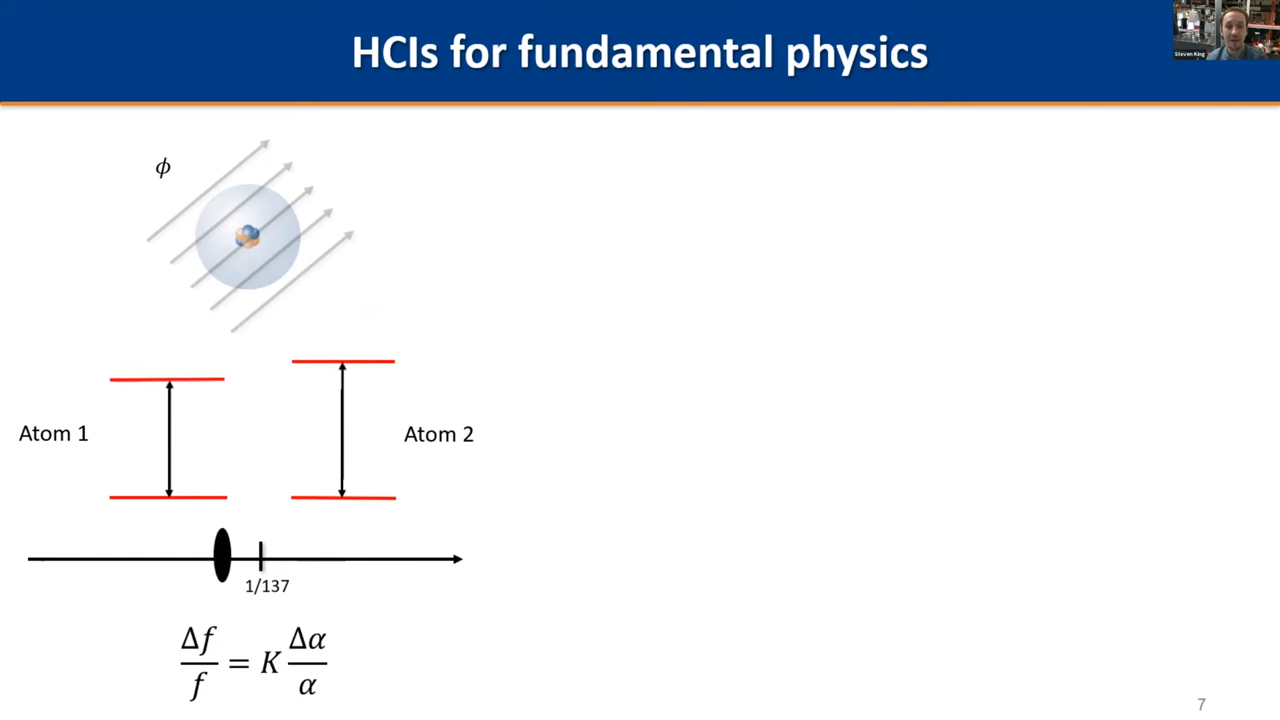 HCIs for fundamental physics
Steven King
ϕ
Atom 1
Atom 2
1/137
Δf/f = K Δα/α
7